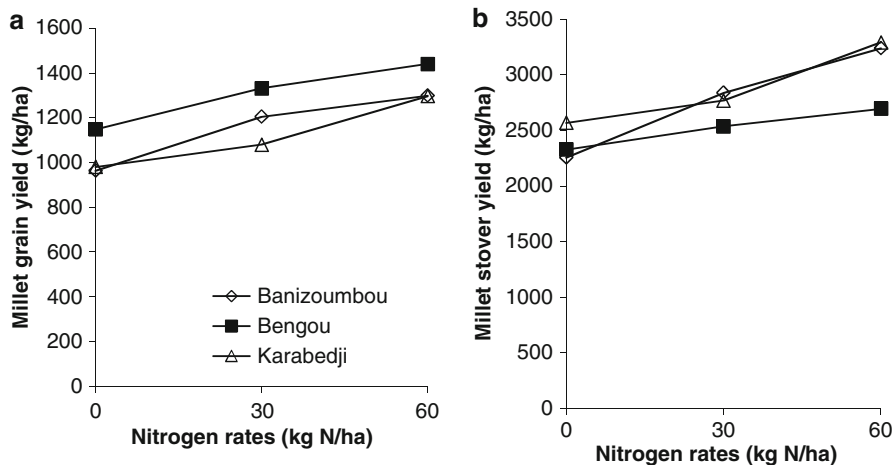 a
Millet grain yield (kg/ha)
1600
1400
1200
1000
800
600
400
200
0
0 30 60
Nitrogen rates (kg N/ha)
Banizoumbou
Bengou
Karabedji
b
Millet stover yield (kg/ha)
3500
3000
2500
2000
1500
1000
500
0
0 30 60
Nitrogen rates (kg N/ha)